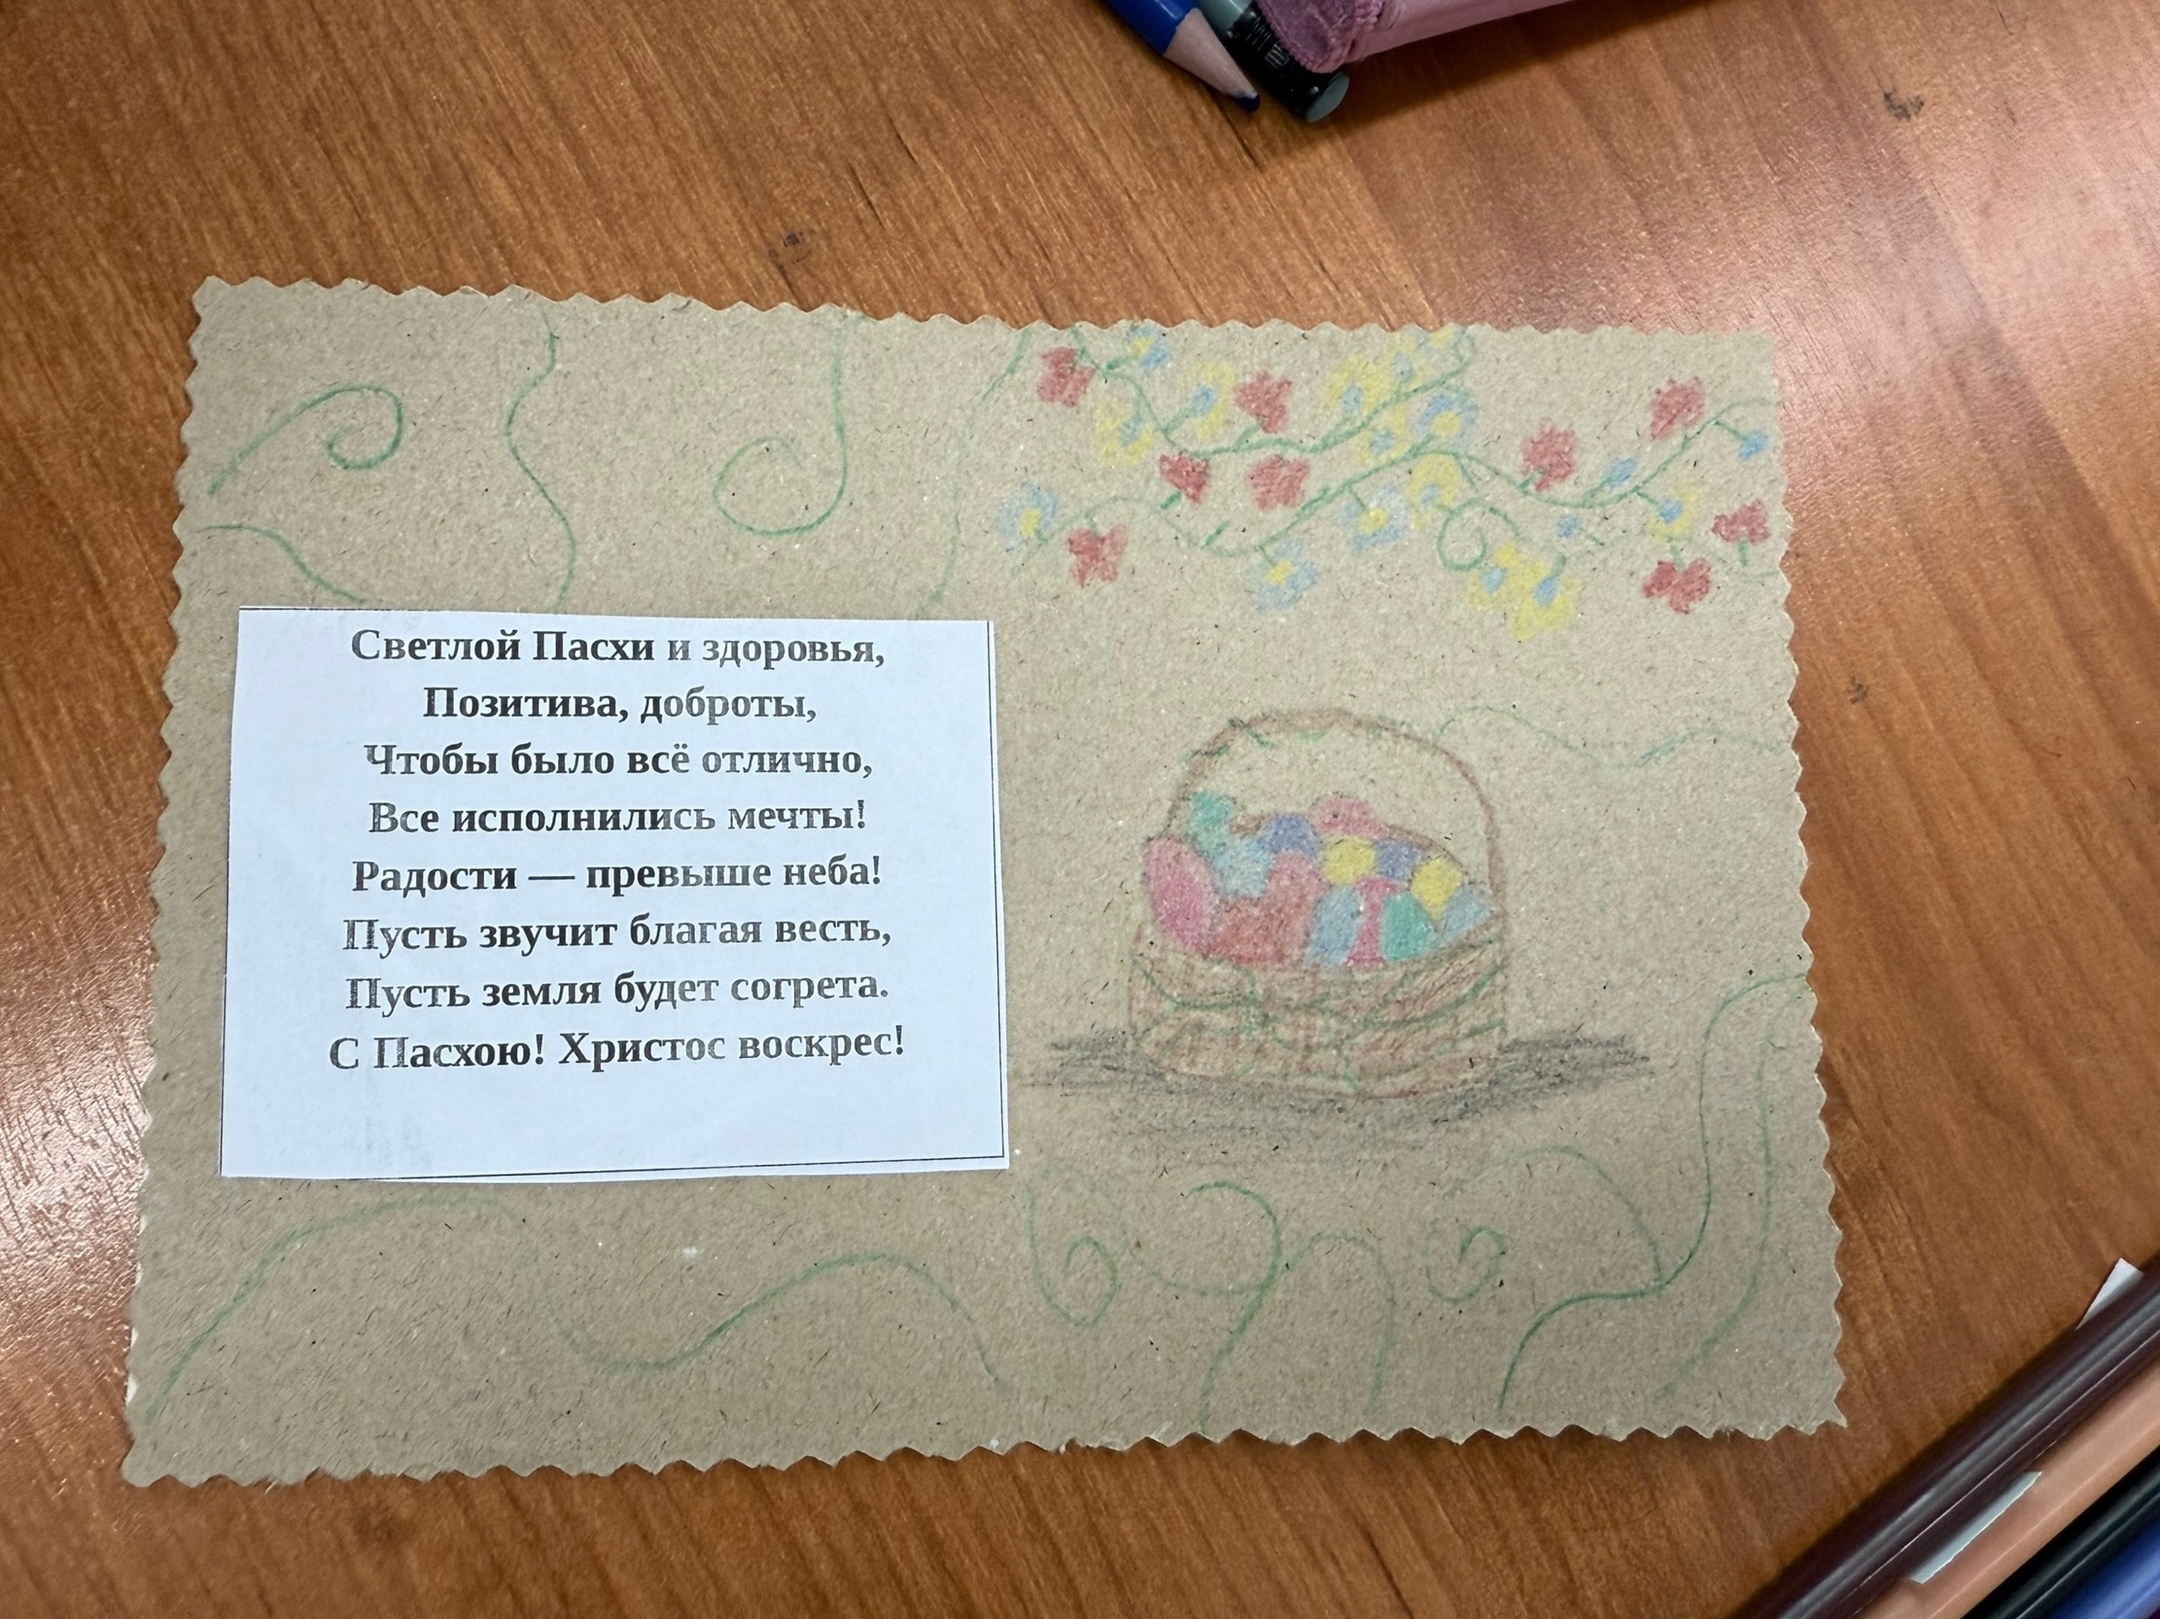 Светлой Пасхи и здоровья,
Позитива, доброты,
Чтобы было всё отлично,
Все исполнились мечты!
Радости — превыше неба!
Пусть звучит благая весть,
Пусть земля будет согрета.
С Пасхою! Христос воскрес!